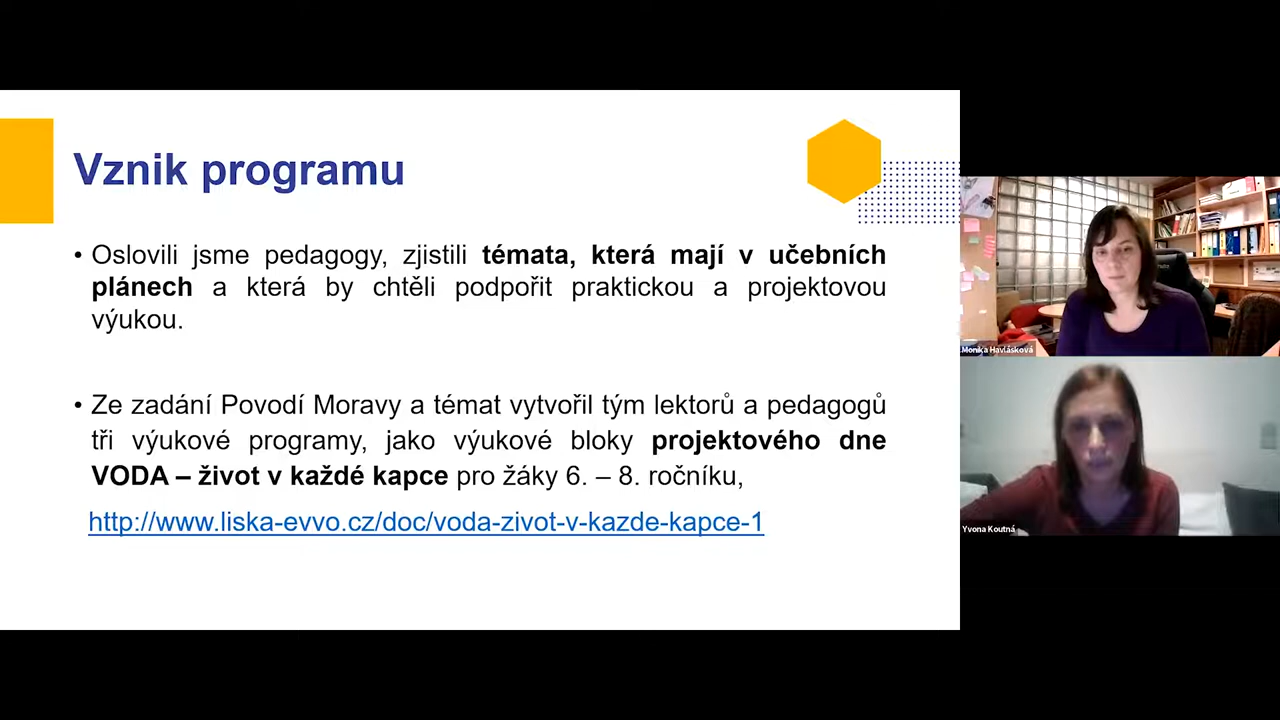 Vznik programu
• Oslovili jsme pedagogy, zjistili témata, která mají v učebních
plánech a která by chtěli podpořit praktickou a projektovou
výukou.
• Ze zadání Povodí Moravy a témat vytvořil tým lektorů a pedagogů
tři výukové programy, jako výukové bloky projektového dne
VODA – život v každé kapce pro žáky 6. – 8. ročníku,
http://www.liska-evvo.cz/doc/voda-zivot-v-kazde-kapce-1
Monika Havlásková
Yvona Koutná